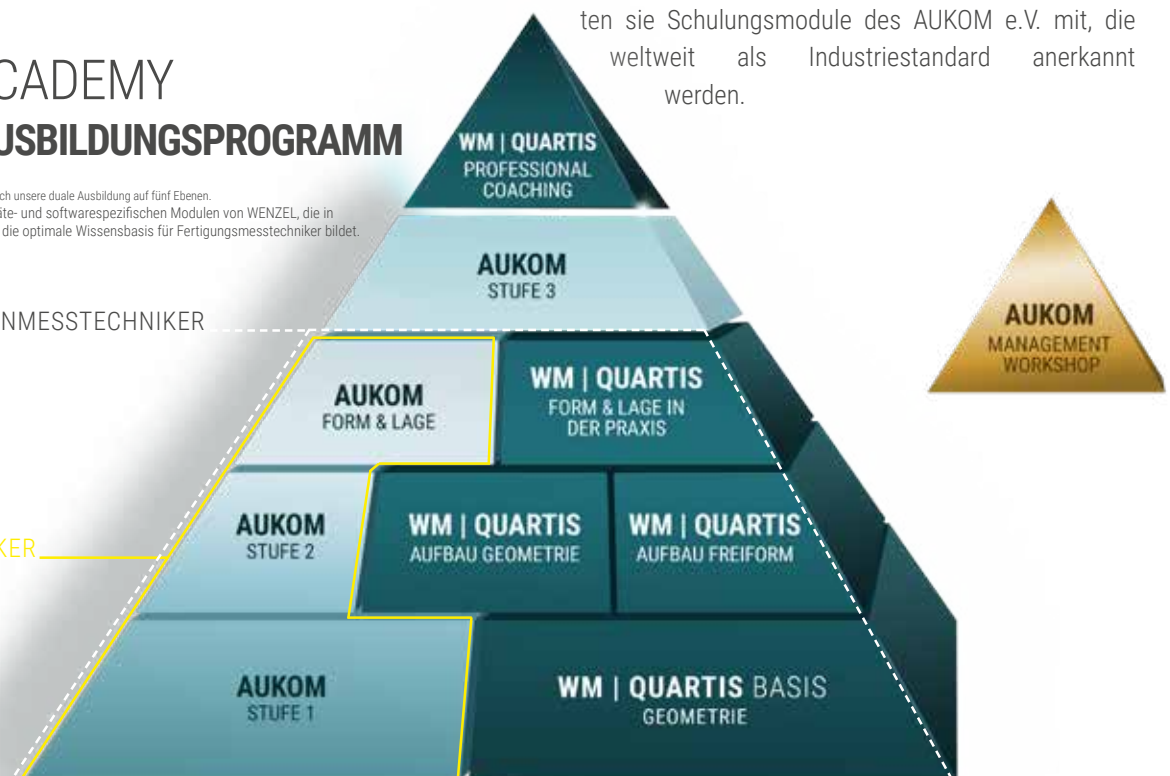 ten sie Schulungsmodule des AUKOM e.V. mit, die
weltweit als Industriestandard anerkannt
werden.
CADEMY
USBILDUNGSPROGRAMM
ch unsere duale Ausbildung auf fünf Ebenen.
äte- und softwarespezifischen Modulen von WENZEL, die in
die optimale Wissensbasis für Fertigungsmesstechniker bildet.
NMESSTECHNIKER
KER
WM | QUARTIS
PROFESSIONAL
COACHING
AUKOM
STUFE 3
AUKOM
FORM & LAGE
WM | QUARTIS
FORM & LAGE IN
DER PRAXIS
AUKOM
STUFE 2
WM | QUARTIS
AUFBAU GEOMETRIE
WM | QUARTIS
AUFBAU FREIFORM
AUKOM
STUFE 1
WM | QUARTIS BASIS
GEOMETRIE
AUKOM
MANAGEMENT
WORKSHOP